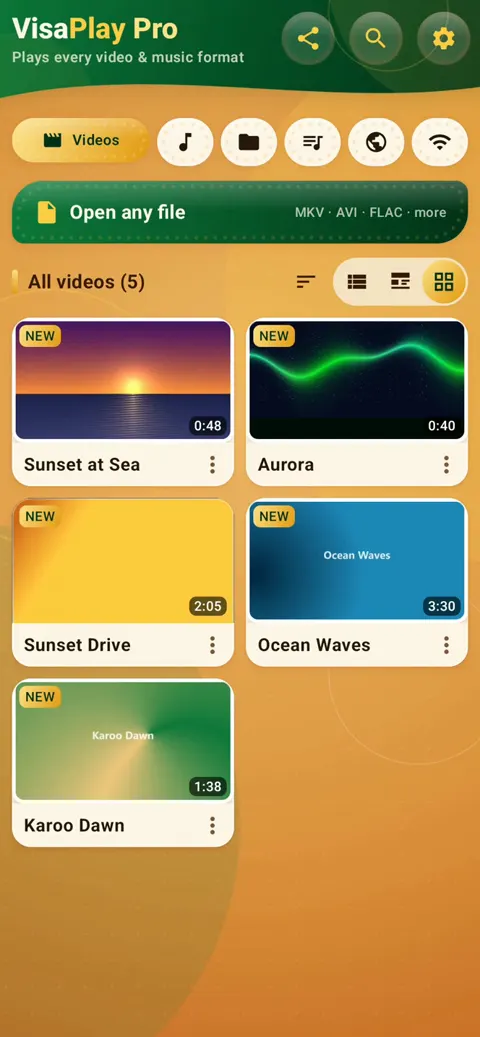 VisaPlay Pro
Plays every video & music format
Videos
Open any file
MKV · AVI · FLAC · more
All videos (5)
NEW
0:48
Sunset at Sea
NEW
0:40
Aurora
NEW
2:05
Sunset Drive
NEW
Ocean Waves
3:30
Ocean Waves
NEW
Karoo Dawn
1:38
Karoo Dawn